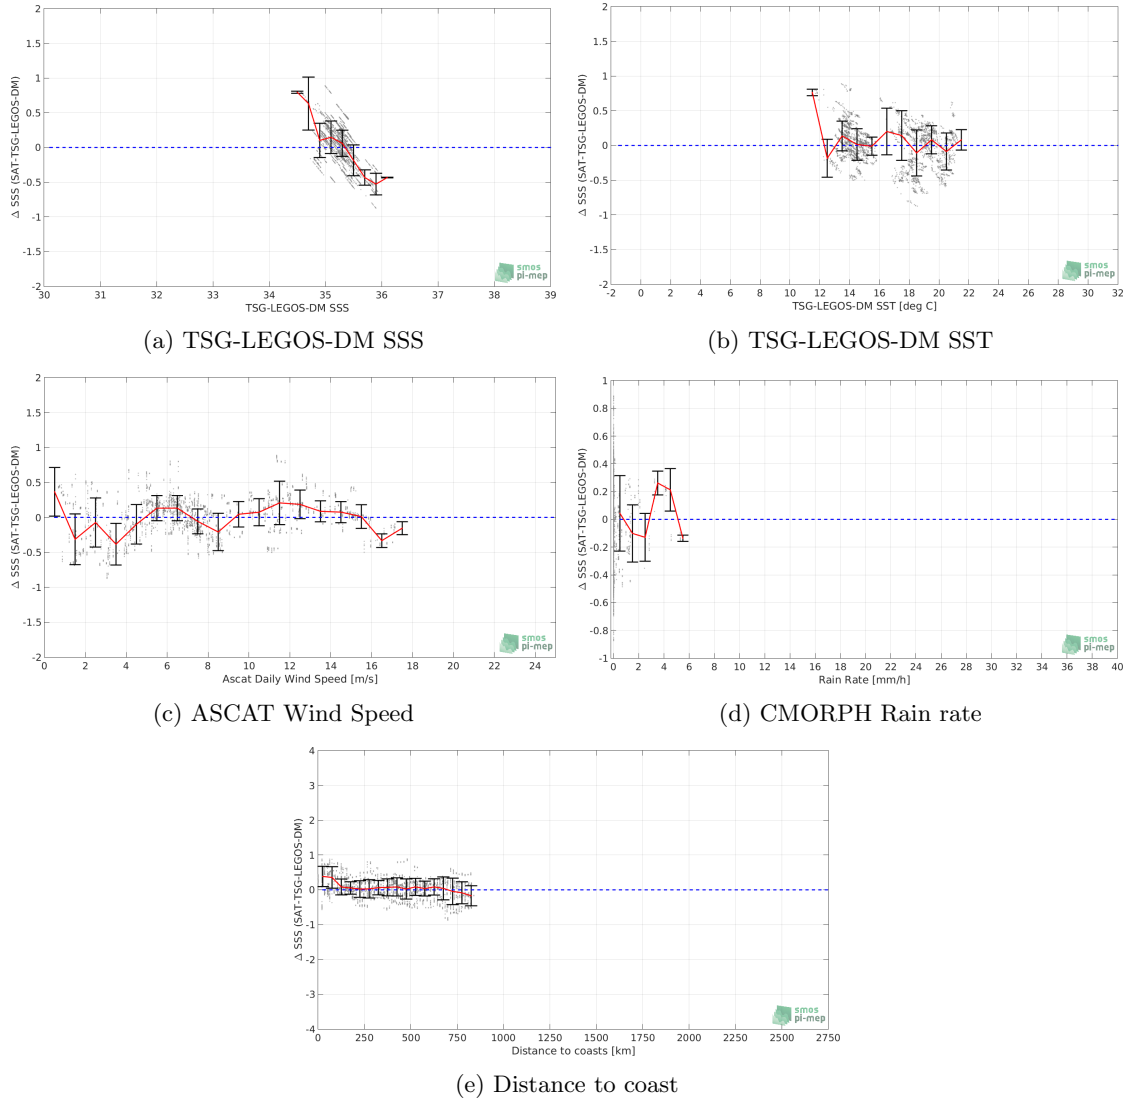 2
1.5
1
0.5
0
-0.5
-1
-1.5
-2
Δ SSS (SAT-TSG-LEGOS-DM)
30 31 32 33 34 35 36 37 38 39
TSG-LEGOS-DM SSS
smos
pi-mep
(a) TSG-LEGOS-DM SSS
2
1.5
1
0.5
0
-0.5
-1
-1.5
-2
Δ SSS (SAT-TSG-LEGOS-DM)
-2 0 2 4 6 8 10 12 14 16 18 20 22 24 26 28 30 32
TSG-LEGOS-DM SST [deg C]
smos
pi-mep
(b) TSG-LEGOS-DM SST
2
1.5
1
0.5
0
-0.5
-1
-1.5
-2
Δ SSS (SAT-TSG-LEGOS-DM)
0 2 4 6 8 10 12 14 16 18 20 22 24
Ascat Daily Wind Speed [m/s]
smos
pi-mep
(c) ASCAT Wind Speed
1
0.8
0.6
0.4
0.2
0
-0.2
-0.4
-0.6
-0.8
-1
Δ SSS (SAT-TSG-LEGOS-DM)
0 2 4 6 8 10 12 14 16 18 20 22 24 26 28 30 32 34 36 38 40
Rain Rate [mm/h]
smos
pi-mep
(d) CMORPH Rain rate
4
3
2
1
0
-1
-2
-3
-4
Δ SSS (SAT-TSG-LEGOS-DM)
0 250 500 750 1000 1250 1500 1750 2000 2250 2500 2750
Distance to coasts [km]
smos
pi-mep
(e) Distance to coast